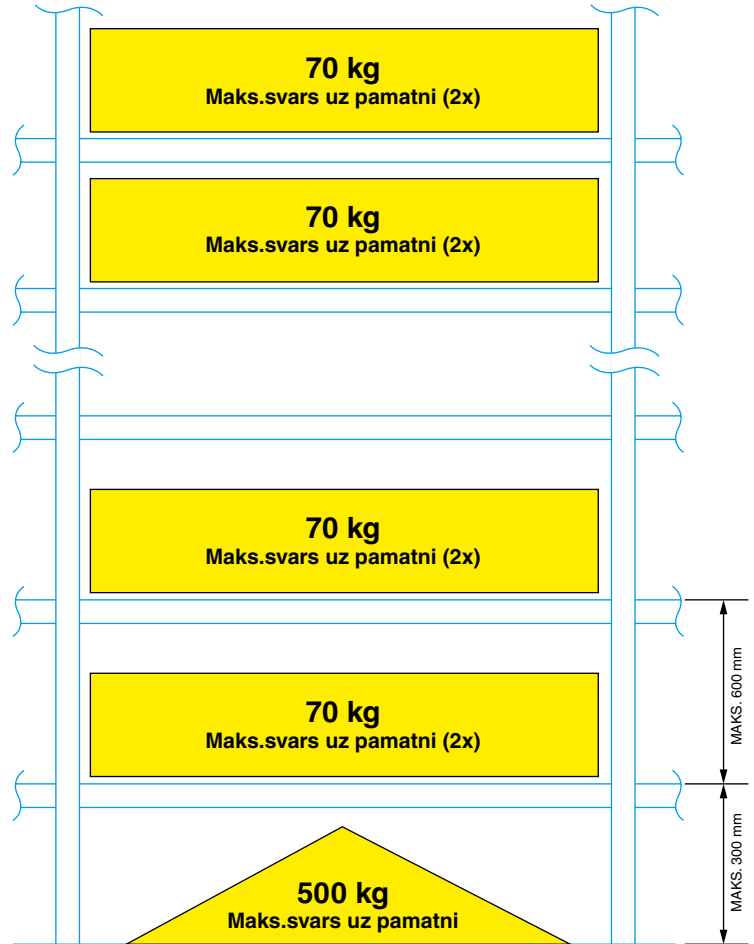 70 kg
Maks.svars uz pamatni (2x)
70 kg
Maks.svars uz pamatni (2x)
70 kg
Maks.svars uz pamatni (2x)
MAKS. 600 mm
70 kg
Maks.svars uz pamatni (2x)
MAKS. 300 mm
500 kg
Maks.svars uz pamatni